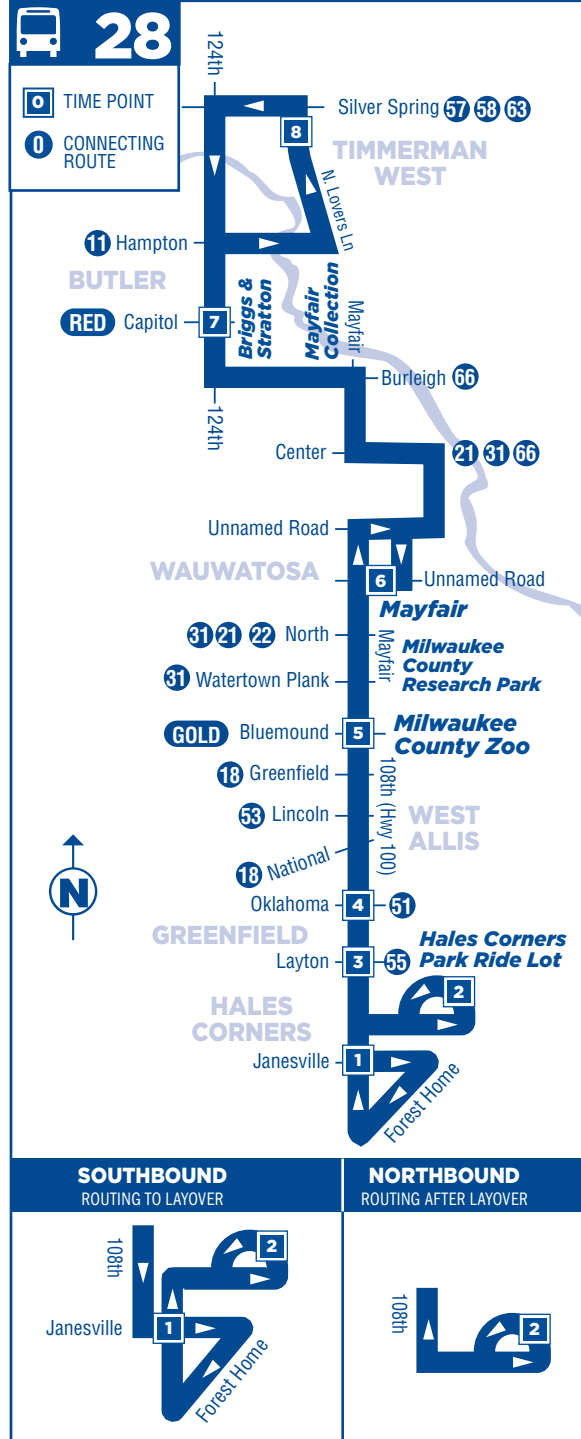 28
0 TIME POINT
0 CONNECTING
ROUTE
124th
Silver Spring 57 58 63
8
TIMMERMAN
WEST
N. Lovers Ln
11 Hampton
BUTLER
RED Capitol 7
Briggs &
Stratton
Mayfair
Collection
Mayfair
Burleigh 66
124th
Center
21 31 66
Unnamed Road
WAUWATOSA
6 Unnamed Road
Mayfair
31 21 22 North
Mayfair
Milwaukee
County
Research Park
31 Watertown Plank
GOLD Bluemound 5
Milwaukee
County Zoo
18 Greenfield
108th (Hwy 100)
53 Lincoln
WEST
ALLIS
18 National
N
Oklahoma 4 51
GREENFIELD
Layton 3 55
Hales Corners
Park Ride Lot
2
HALES
CORNERS
Janesville 1
Forest Home
SOUTHBOUND
ROUTING TO LAYOVER
108th
2
Janesville 1
Forest Home
NORTHBOUND
ROUTING AFTER LAYOVER
108th
2